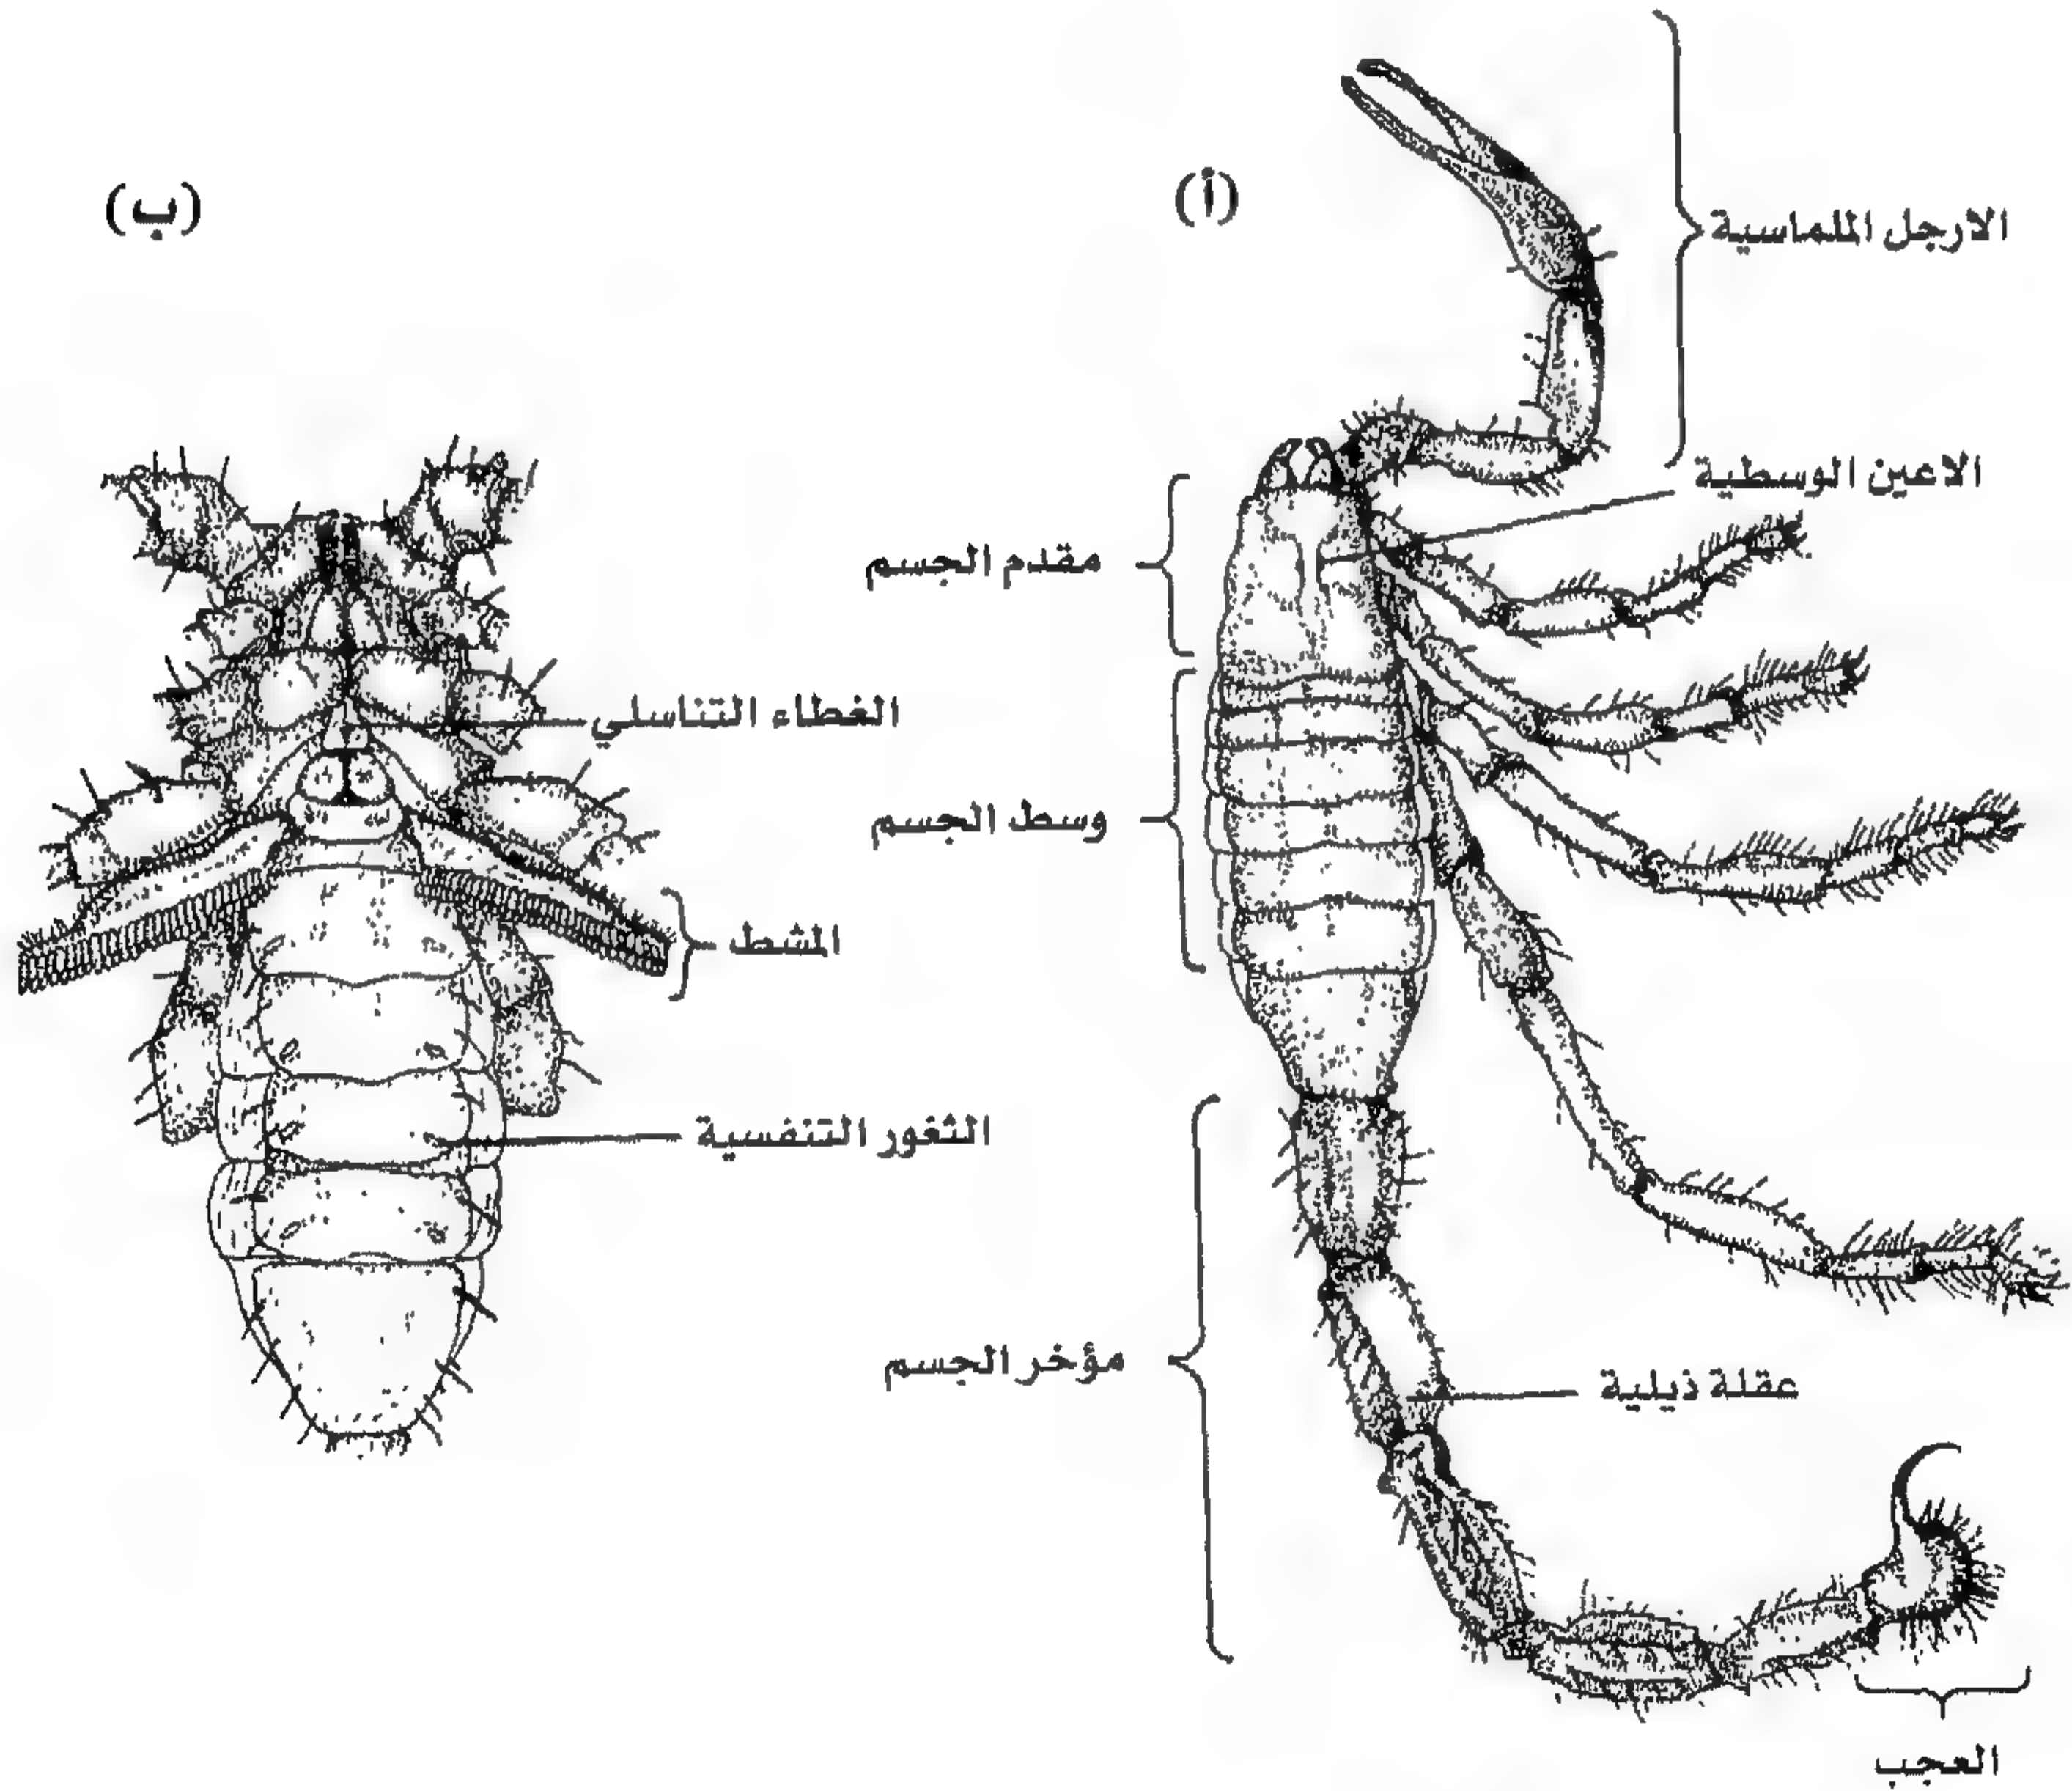 (أ)
الارجل الملماسية
الاعين الوسطية
مقدم الجسم
وسط الجسم
مؤخر الجسم
عقلة ذيلية
العجب
(ب)
الغطاء التناسلي
المشط
الثغور التنفسية